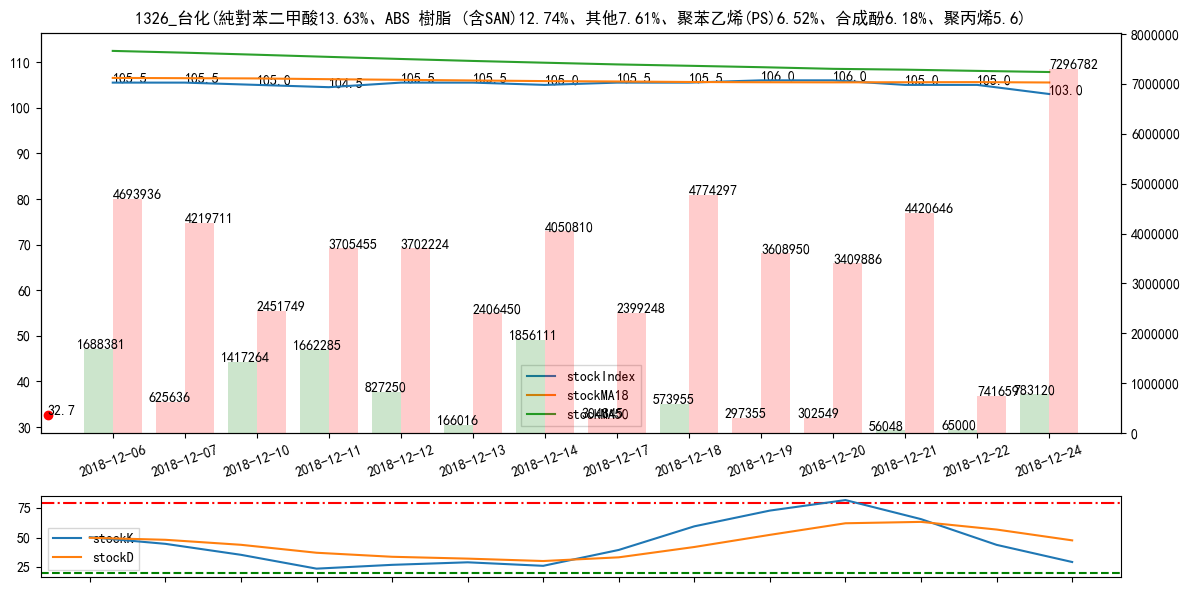 1326_台化(純對苯二甲酸13.63%、ABS 樹脂 (含SAN)12.74%、其他7.61%、聚苯乙烯(PS)6.52%、合成酚6.18%、聚丙烯5.6)
110
100
90
80
70
60
50
40
30
8000000
7000000
6000000
5000000
4000000
3000000
2000000
1000000
0
105.5 105.5 105.0 104.5 105.5 105.5 105.0 105.5 105.5 106.0 106.0 105.0 105.0 103.0
4693936 4219711 2451749 3705455 3702224 2406450 4050810 2399248 4774297 3608950 3409886 4420646 741659 7296782
1688381 625636 1417264 1662285 827250 166016 1856111 573955 297355 302549 56048 65000 783120
32.7
stockIndex
stockMA18
stockMA50
2018-12-06 2018-12-07 2018-12-10 2018-12-11 2018-12-12 2018-12-13 2018-12-14 2018-12-17 2018-12-18 2018-12-19 2018-12-20 2018-12-21 2018-12-22 2018-12-24
75
50
25
stockK
stockD